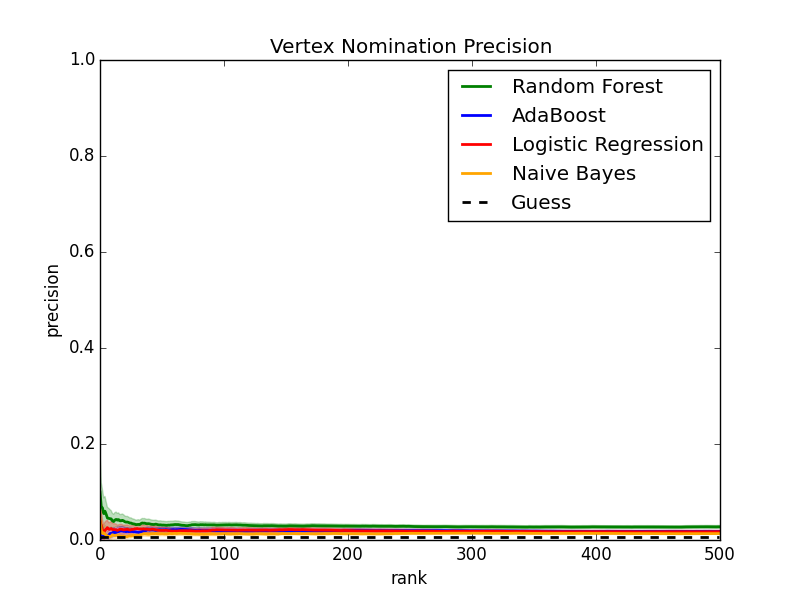 Vertex Nomination Precision
1.0
0.8
0.6
0.4
0.2
0.0
precision
Random Forest
AdaBoost
Logistic Regression
Naive Bayes
Guess
0 100 200 300 400 500
rank